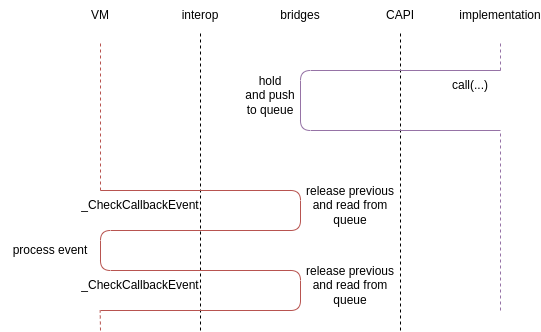 VM interop bridges CAPI implementation
hold
and push
to queue
call(...)
release previous
and read from
queue
_CheckCallbackEvent
process event
release previous
and read from
queue
_CheckCallbackEvent